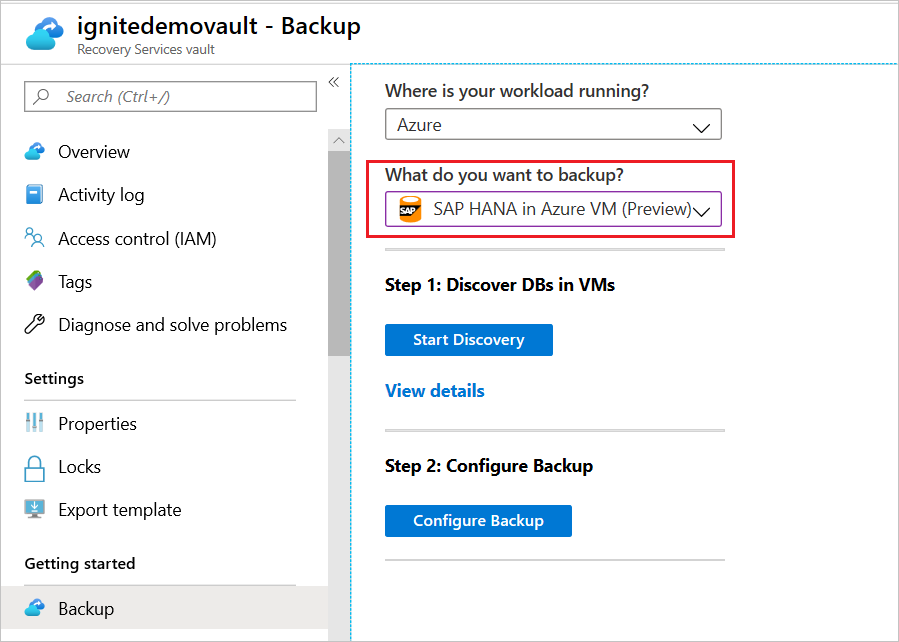 ignitedemovault - Backup
Recovery Services vault
Search (Ctrl+/)
Overview
Activity log
Access control (IAM)
Tags
Diagnose and solve problems
Settings
Properties
Locks
Export template
Getting started
Backup
Where is your workload running?
Azure
What do you want to backup?
SAP SAP HANA in Azure VM (Preview)
Step 1: Discover DBs in VMs
Start Discovery
View details
Step 2: Configure Backup
Configure Backup